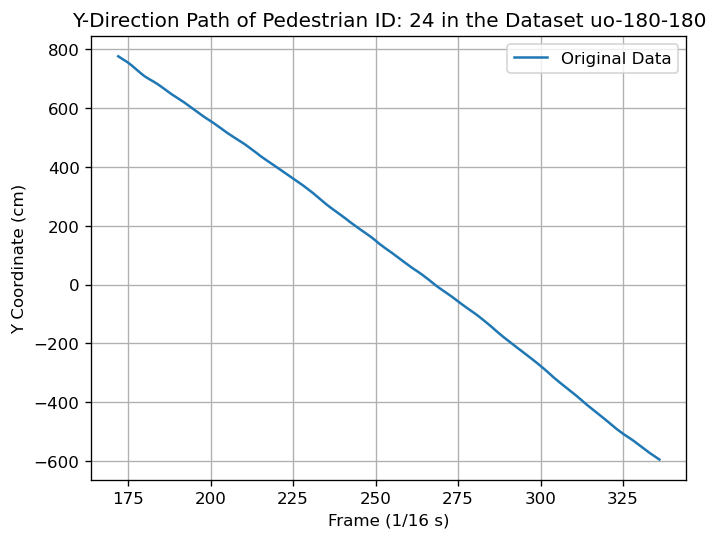 Y-Direction Path of Pedestrian ID: 24 in the Dataset uo-180-180
Original Data
Y Coordinate (cm)
800
600
400
200
0
−200
−400
−600
175 200 225 250 275 300 325
Frame (1/16 s)